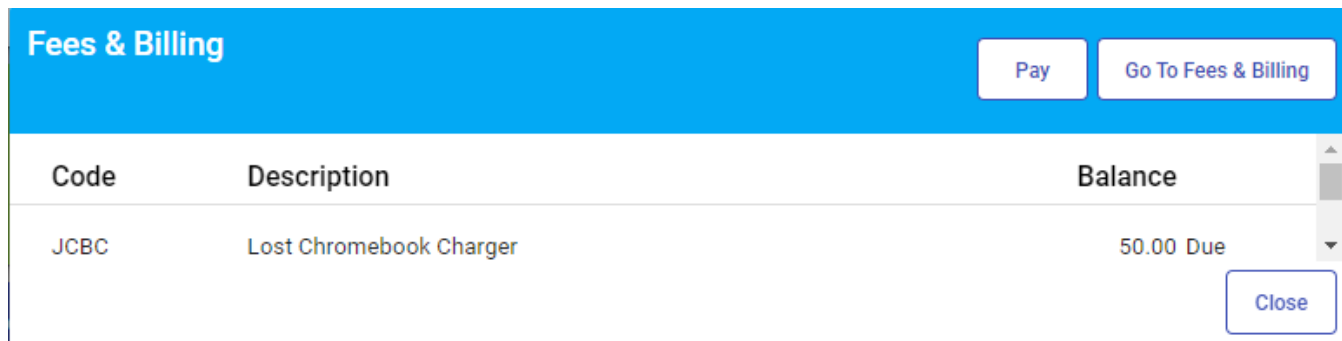 Fees & Billing
Pay
Go To Fees & Billing
Code Description Balance
JCBC Lost Chromebook Charger 50.00 Due
Close